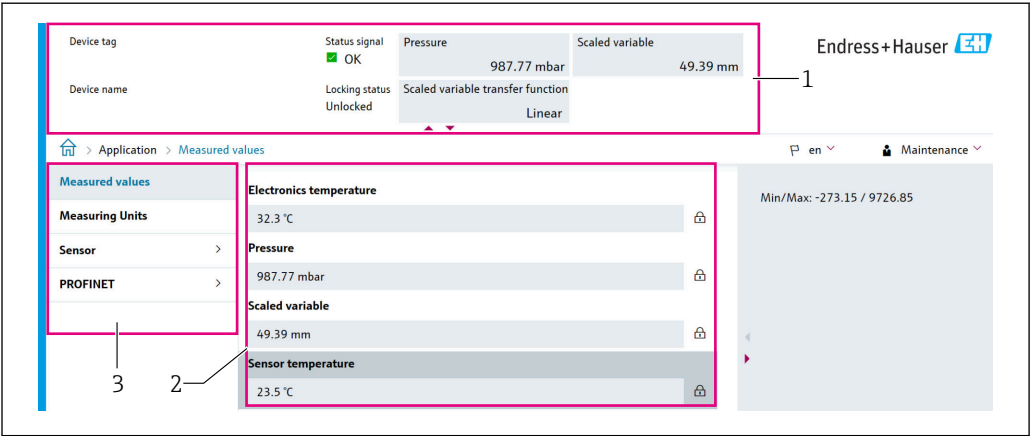 Device tag
Status signal
OK
Pressure
987.77 mbar
Scaled variable
49.39 mm
Endress+Hauser EH
1
Device name
Locking status
Unlocked
Scaled variable transfer function
Linear
> Application > Measured values
en
Maintenance
Measured values
Measuring Units
Sensor >
PROFINET >
Electronics temperature
32.3 °C
Pressure
987.77 mbar
Scaled variable
49.39 mm
Sensor temperature
23.5 °C
Min/Max: -273.15 / 9726.85
3
2